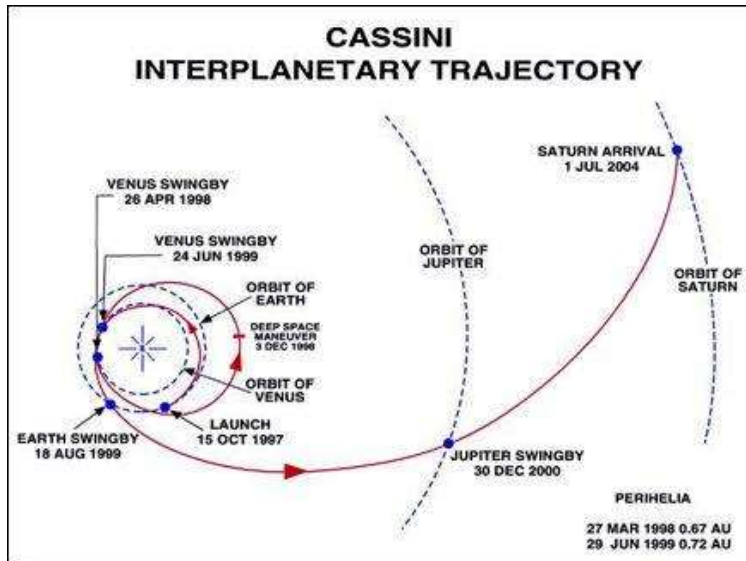 CASSINI
INTERPLANETARY TRAJECTORY
SATURN ARRIVAL
1 JUL 2004
VENUS SWINGBY
26 APR 1998
VENUS SWINGBY
24 JUN 1999
ORBIT OF
JUPITER
ORBIT OF
SATURN
ORBIT OF
EARTH
DEEP SPACE
MANEUVER
3 DEC 1998
ORBIT OF
VENUS
LAUNCH
15 OCT 1997
EARTH SWINGBY
18 AUG 1999
JUPITER SWINGBY
30 DEC 2000
PERIHELIA
27 MAR 1998 0.67 AU
29 JUN 1999 0.72 AU